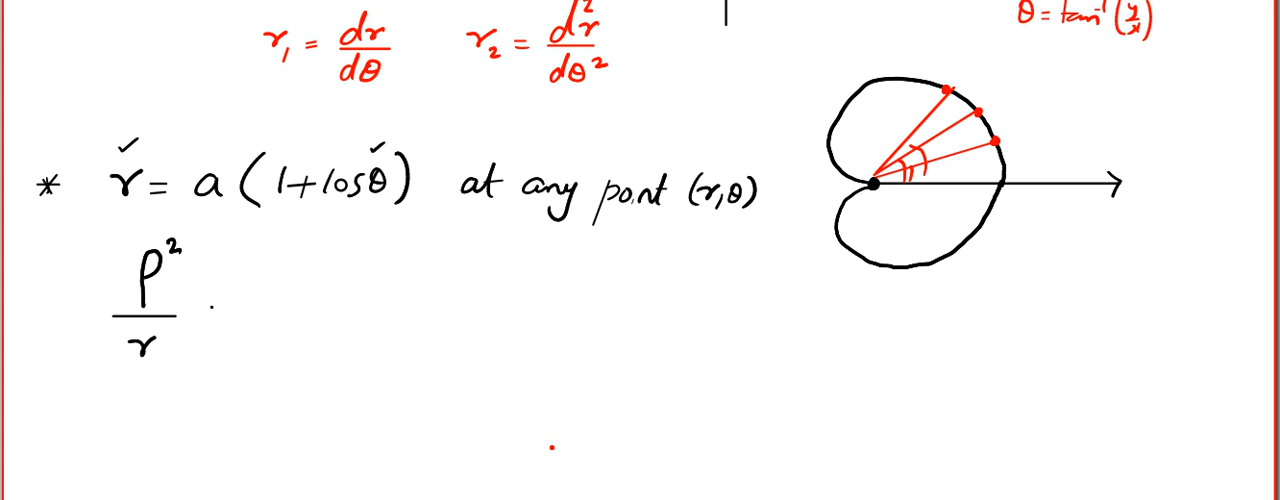 r₁ = dr/dθ   r₂ = d²r/dθ²   θ = tan⁻¹(y/x)
* r = a(1+cosθ) at any point (r,θ)
ρ²/r